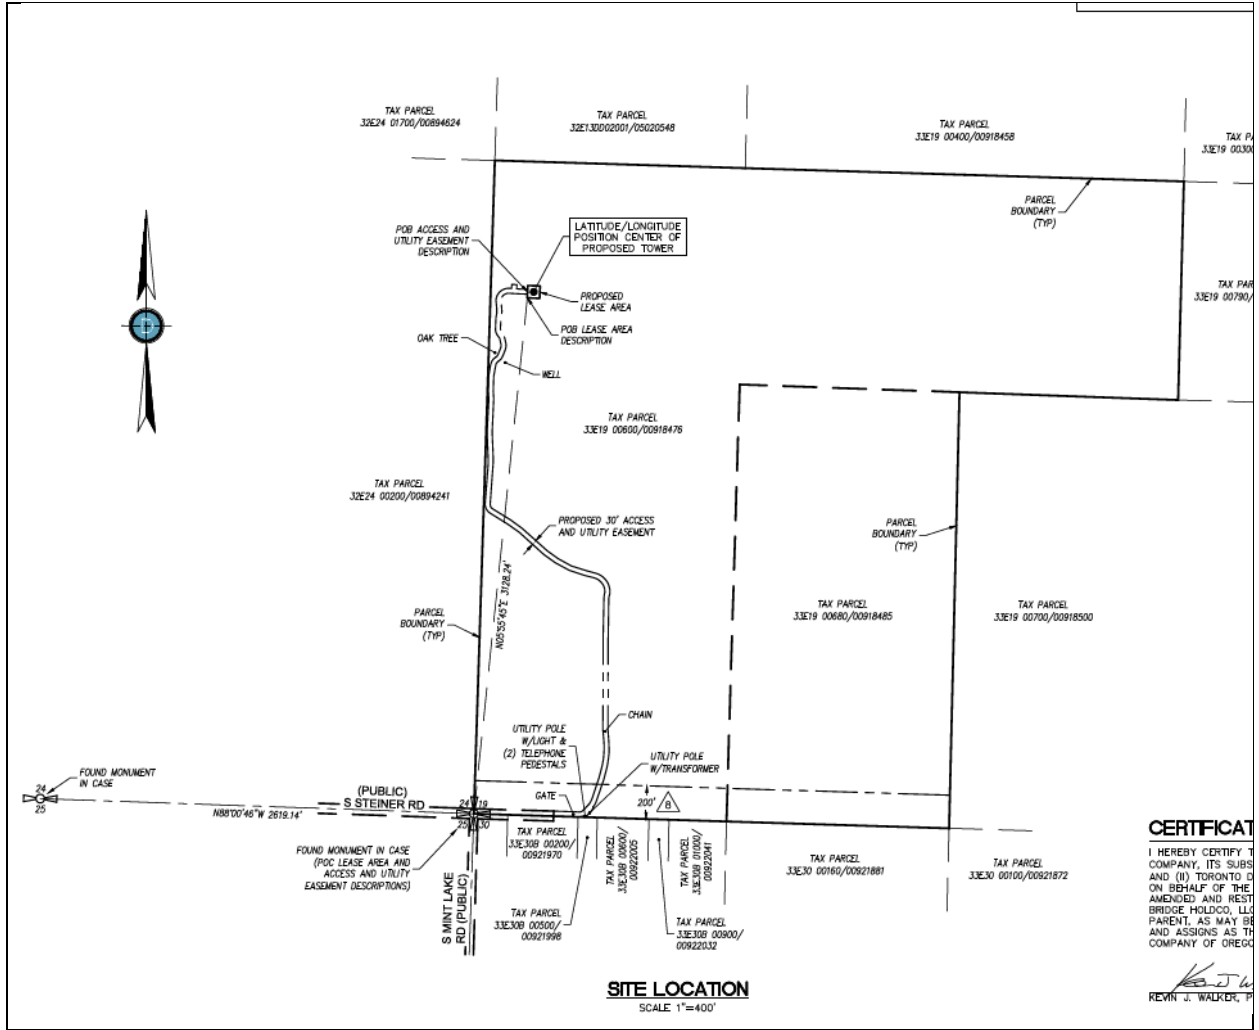 TAX PARCEL
32E24 01700/00894624
TAX PARCEL
32E13DD02001/05020548
TAX PARCEL
33E19 00400/00918458
TAX
33E19
PARCEL
BOUNDARY
(TYP)
POB ACCESS AND
UTILITY EASEMENT
DESCRIPTION
LATITUDE/LONGITUDE
POSITION CENTER OF
PROPOSED TOWER
TAX
33E19 00790/
PROPOSED
LEASE AREA
POB LEASE AREA
DESCRIPTION
OAK TREE
WELL
TAX PARCEL
33E19 00600/00918476
TAX PARCEL
32E24 00200/00894241
PROPOSED 30' ACCESS
AND UTILITY EASEMENT
PARCEL
BOUNDARY
(TYP)
N05°55'45"E 3128.24'
TAX PARCEL
33E19 00680/00918485
TAX PARCEL
33E19 00700/00918500
PARCEL
BOUNDARY
(TYP)
CHAIN
UTILITY POLE
W/LIGHT &
(2) TELEPHONE
PEDESTALS
UTILITY POLE
W/TRANSFORMER
FOUND MONUMENT
IN CASE
24
25
(PUBLIC)
S STEINER RD
N88°00'46"W 2619.14'
24 19
25 30
GATE
200'
8
FOUND MONUMENT IN CASE
(POC LEASE AREA AND
ACCESS AND UTILITY
EASEMENT DESCRIPTIONS)
TAX PARCEL
33E30B 00200/
00921970
TAX PARCEL
33E30B 00600/
00922005
TAX PARCEL
33E30B 01000/
00922041
TAX PARCEL
33E30 00160/00921881
TAX PARCEL
33E30 00100/00921872
S MINT LAKE
RD (PUBLIC)
TAX PARCEL
33E30B 00500/
00921998
TAX PARCEL
33E30B 00900/
00922032
SITE LOCATION
SCALE 1"=400'
I HEREBY CERTIFY
COMPANY, ITS
AND (II) TORONTO
ON BEHALF OF THE
AMENDED AND
BRIDGE HOLDCO,
PARENT, AS MAY
AND ASSIGNS AS
COMPANY OF
KEVIN J. WALKER,